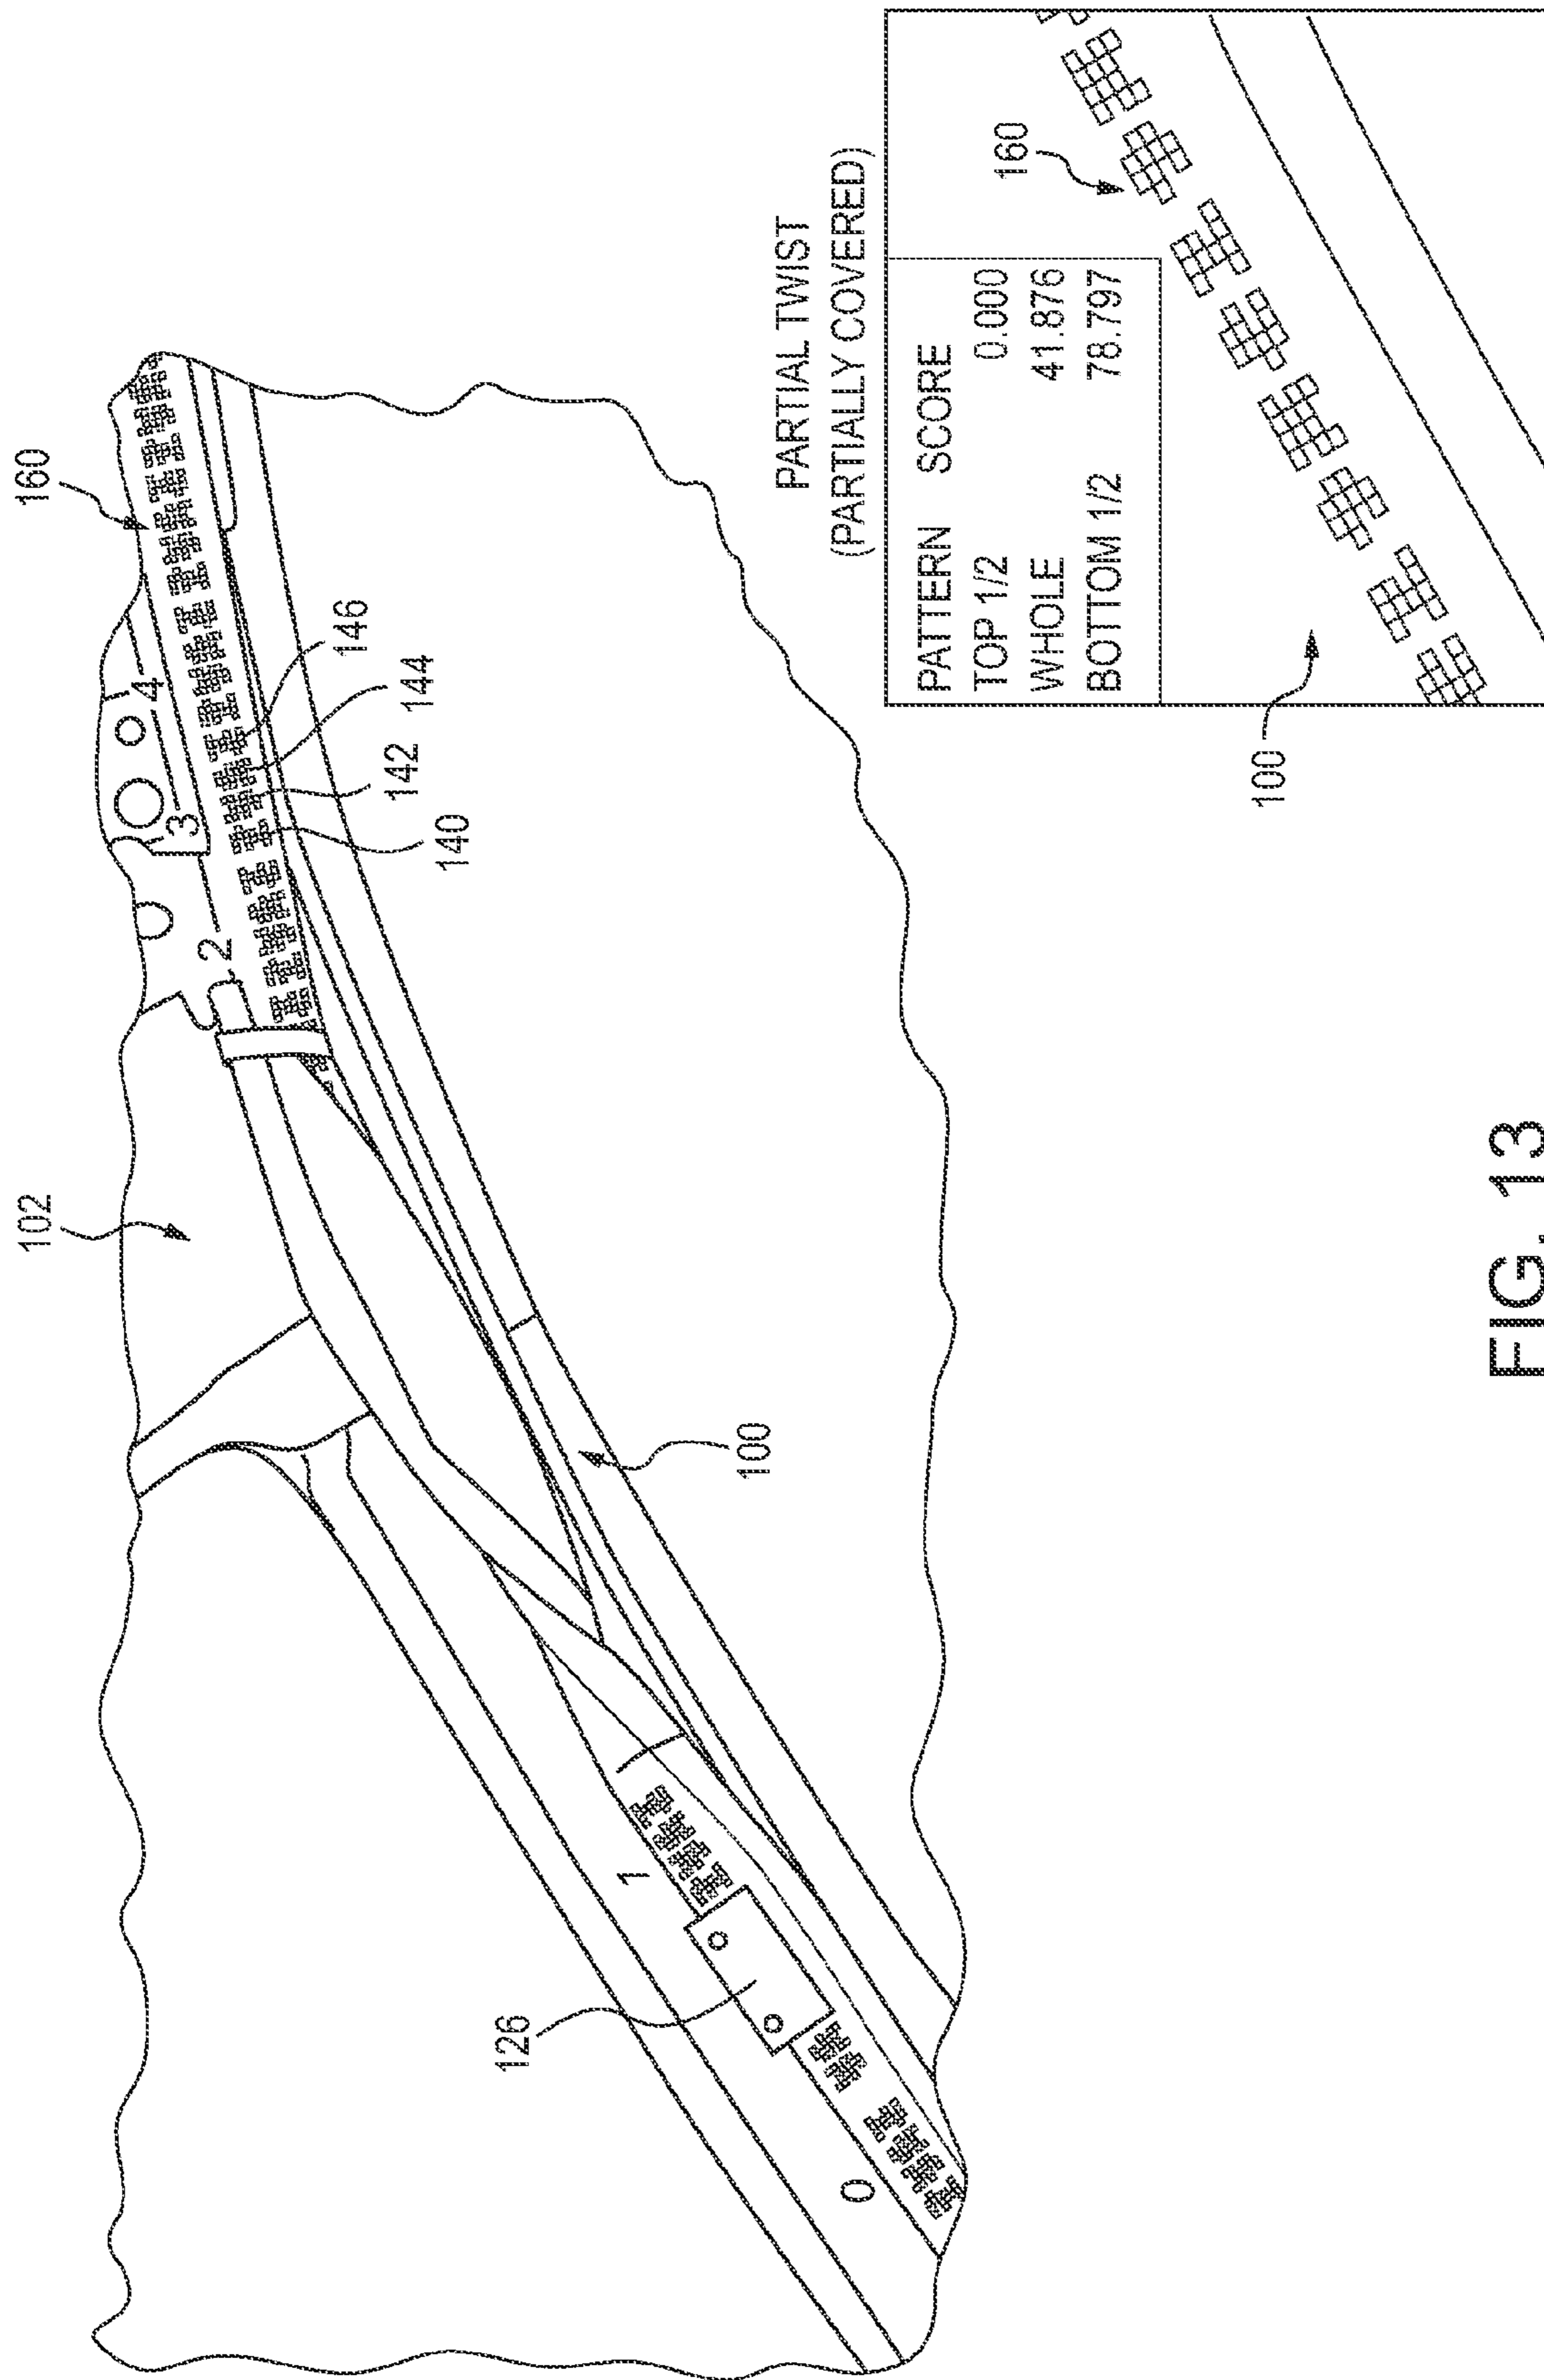 160
102
4
3
2
146
144
142
140
100
1
126
0
PARTIAL TWIST
(PARTIALLY COVERED)
PATTERN SCORE
TOP 1/2 0.000
WHOLE 41.876
BOTTOM 1/2 78.797
160
100
FIG. 13